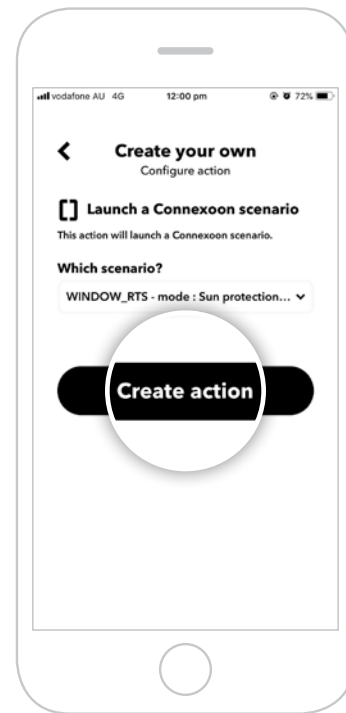 vodafone AU 4G 12:00 pm 72%
Create your own
Configure action
Launch a Connexoon scenario
This action will launch a Connexoon scenario.
Which scenario?
WINDOW_RTS - mode : Sun protection...
Create action